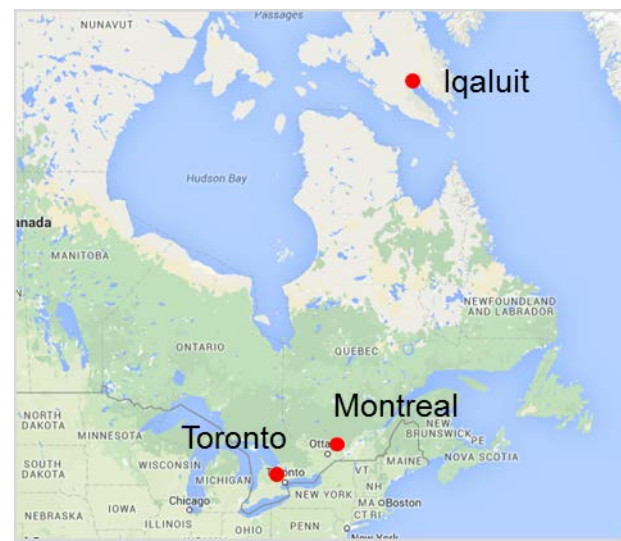 Passages
NUNAVUT
Iqaluit
Hudson Bay
anada
MANITOBA
NEWFOUNDLAND
AND LABRADOR
ONTARIO
QUEBEC
Montreal
NORTH
DAKOTA
MINNESOTA
Toronto
Otta
NEW
BRUNSWICK
PE
NOVA SCOTIA
MAINE
SOUTH
DAKOTA
WISCONSIN
MICHIGAN
onto
VT
NH
NEW YORK
MA
Boston
CT
RI
Chicago
IOWA
NEBRASKA
ILLINOIS
OHIO
PENN
New York